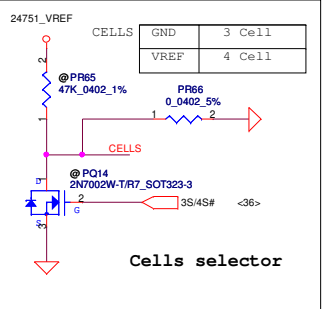 24751_VREF
CELLS GND 3 Cell
VREF 4 Cell
2
@PR65
47K_0402_1%
1
PR66
0_0402_5%
1 2
CELLS
1
D
@PQ14
2N7002W-T/R7_SOT323-3
2
G
3S/4S# <36>
S
3
Cells selector